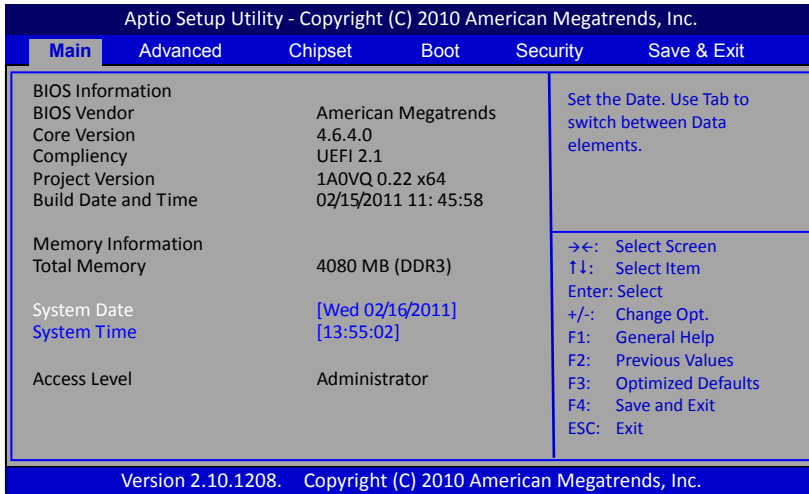 Aptio Setup Utility - Copyright (C) 2010 American Megatrends, Inc.
Main Advanced Chipset Boot Security Save & Exit
BIOS Information
BIOS Vendor American Megatrends
Core Version 4.6.4.0
Compliency UEFI 2.1
Project Version 1A0VQ 0.22 x64
Build Date and Time 02/15/2011 11: 45:58
Memory Information
Total Memory 4080 MB (DDR3)
System Date [Wed 02/16/2011]
System Time [13:55:02]
Access Level Administrator
Set the Date. Use Tab to
switch between Data
elements.
→←: Select Screen
↑↓: Select Item
Enter: Select
+/-: Change Opt.
F1: General Help
F2: Previous Values
F3: Optimized Defaults
F4: Save and Exit
ESC: Exit
Version 2.10.1208. Copyright (C) 2010 American Megatrends, Inc.